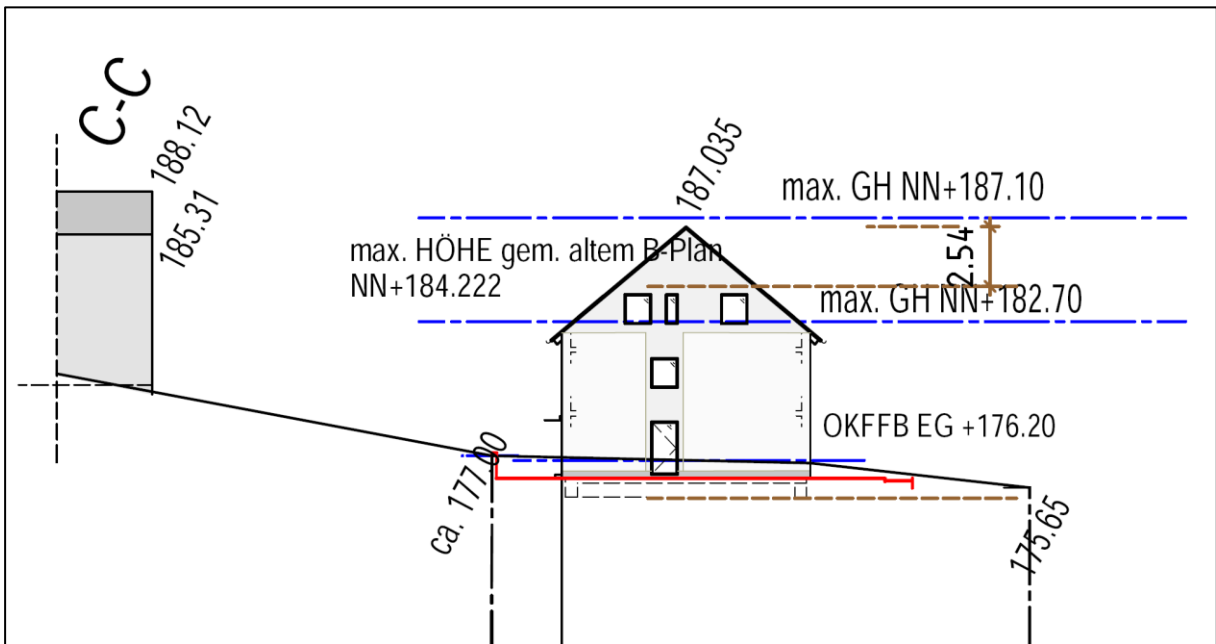 C-C
188.12
185.31
187.035
max. GH NN+187.10
max. HÖHE gem. altem B-Plan
NN+184.222
2.54
max. GH NN+182.70
OKFFB EG +176.20
ca. 177.00
175.65